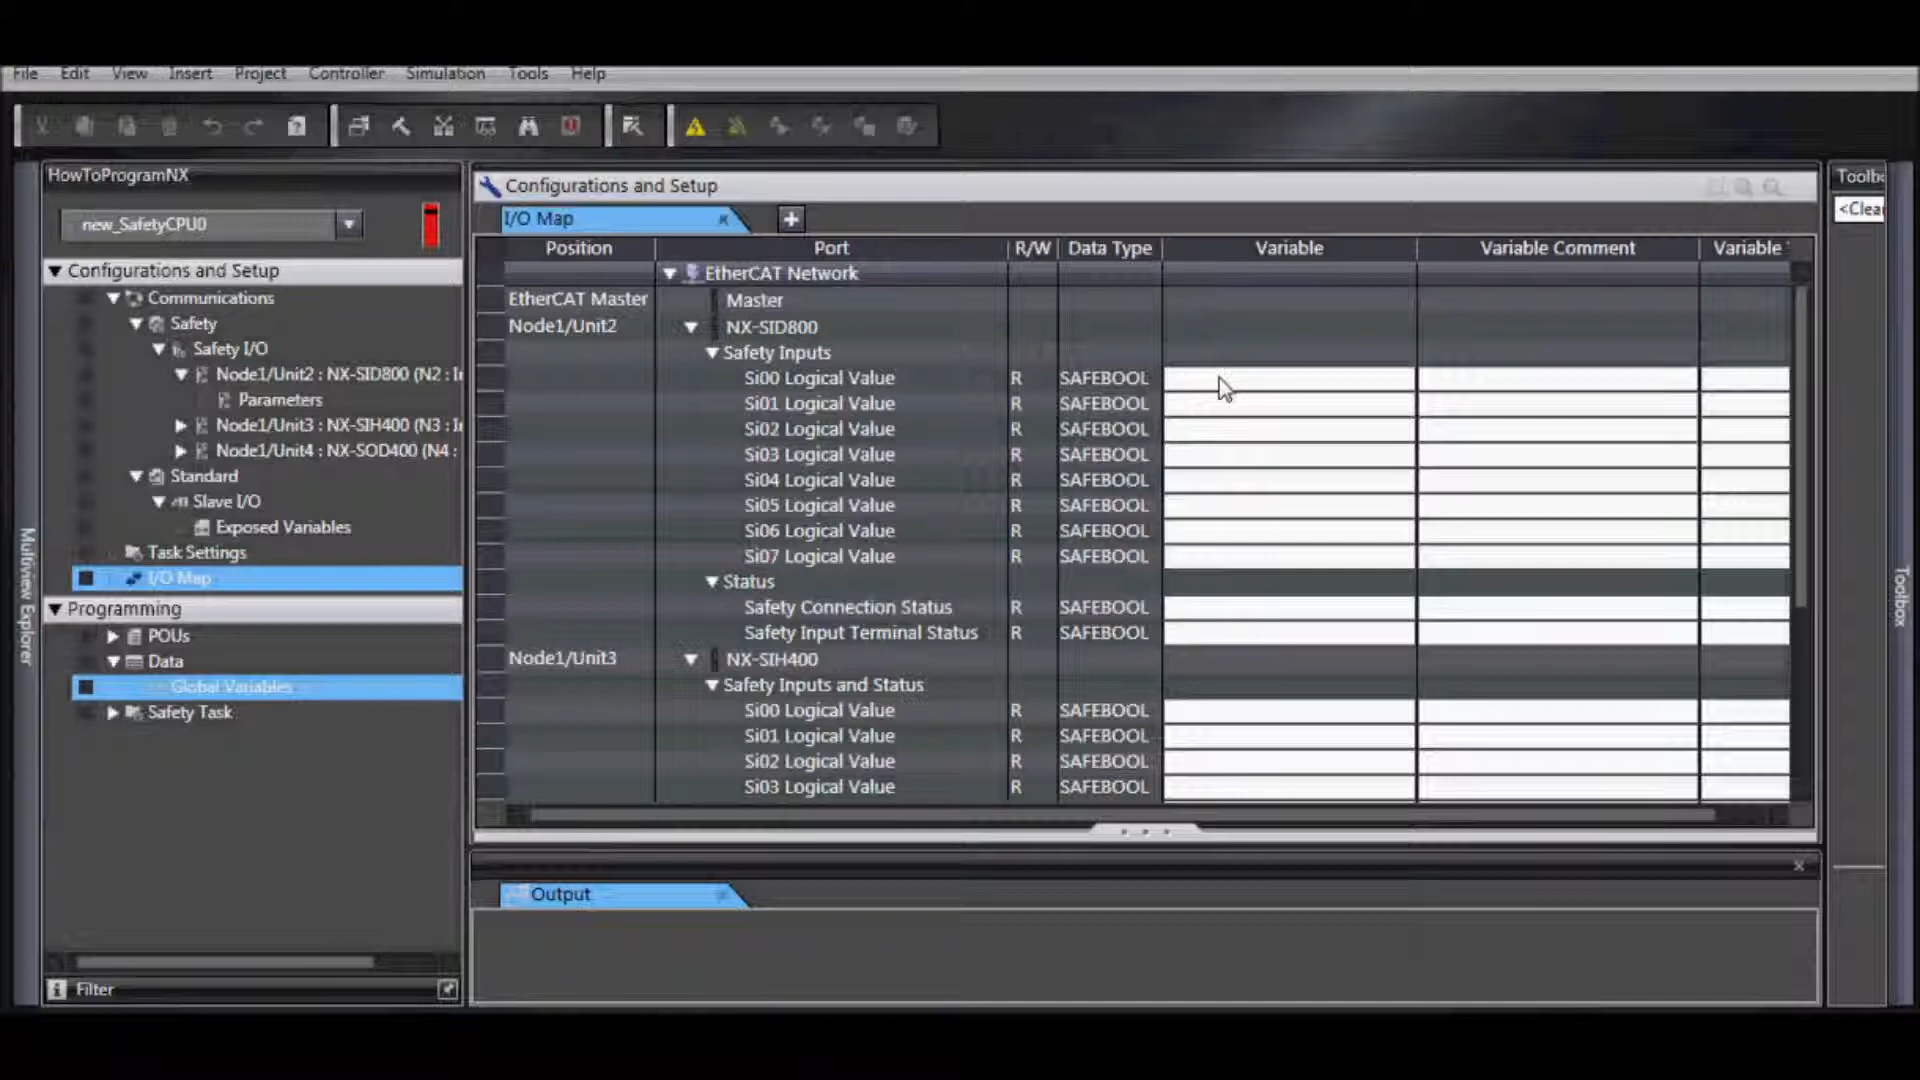 File Edit View Insert Project Controller Simulation Tools Help
HowToProgramNX
new_SafetyCPU0
Configurations and Setup
Communications
Safety
Safety I/O
Node1/Unit2 : NX-SID800 (N2 : I
Parameters
Node1/Unit3 : NX-SIH400 (N3 : I
Node1/Unit4 : NX-SOD400 (N4 :
Standard
Slave I/O
Exposed Variables
Task Settings
I/O Map
Programming
POUs
Data
Global Variables
Safety Task
Filter
Multiview Explorer
Configurations and Setup
I/O Map
Position Port R/W Data Type Variable Variable Comment Variable
EtherCAT Network
EtherCAT Master Master
Node1/Unit2 NX-SID800
Safety Inputs
Si00 Logical Value R SAFEBOOL
Si01 Logical Value R SAFEBOOL
Si02 Logical Value R SAFEBOOL
Si03 Logical Value R SAFEBOOL
Si04 Logical Value R SAFEBOOL
Si05 Logical Value R SAFEBOOL
Si06 Logical Value R SAFEBOOL
Si07 Logical Value R SAFEBOOL
Status
Safety Connection Status R SAFEBOOL
Safety Input Terminal Status R SAFEBOOL
Node1/Unit3 NX-SIH400
Safety Inputs and Status
Si00 Logical Value R SAFEBOOL
Si01 Logical Value R SAFEBOOL
Si02 Logical Value R SAFEBOOL
Si03 Logical Value R SAFEBOOL
Output
Toolb
<Clea
Toolbox